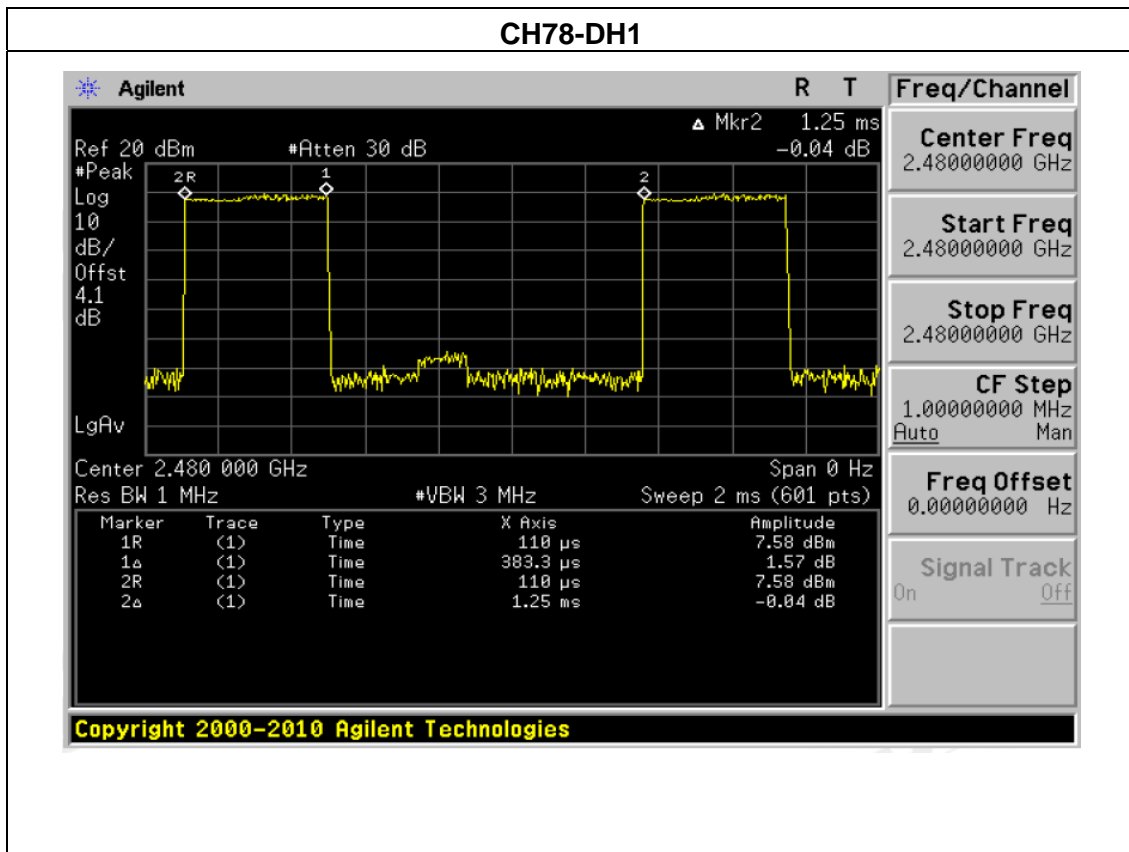 CH78-DH1
Agilent R T
Δ Mkr2 1.25 ms
Ref 20 dBm #Atten 30 dB -0.04 dB
#Peak
Log
10
dB/
Offst
4.1
dB
LgAv
2R 1 2
Center 2.480 000 GHz Span 0 Hz
Res BW 1 MHz #VBW 3 MHz Sweep 2 ms (601 pts)
Marker Trace Type X Axis Amplitude
1R (1) Time 110 µs 7.58 dBm
1Δ (1) Time 383.3 µs 1.57 dB
2R (1) Time 110 µs 7.58 dBm
2Δ (1) Time 1.25 ms -0.04 dB
Freq/Channel
Center Freq
2.48000000 GHz
Start Freq
2.48000000 GHz
Stop Freq
2.48000000 GHz
CF Step
1.00000000 MHz
Auto Man
Freq Offset
0.00000000 Hz
Signal Track
On Off
Copyright 2000-2010 Agilent Technologies